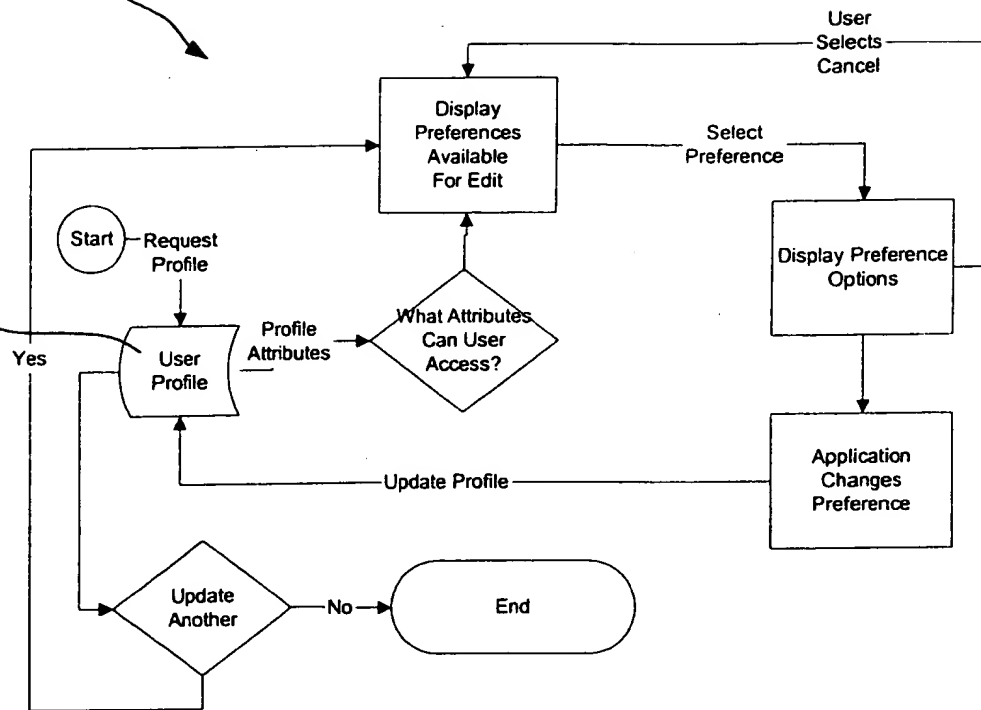 User
Selects
Cancel
Display
Preferences
Available
For Edit
Select
Preference
Start
Request
Profile
Display Preference
Options
Yes
User
Profile
Profile
Attributes
What Attributes
Can User
Access?
Application
Changes
Preference
Update Profile
Update
Another
No
End